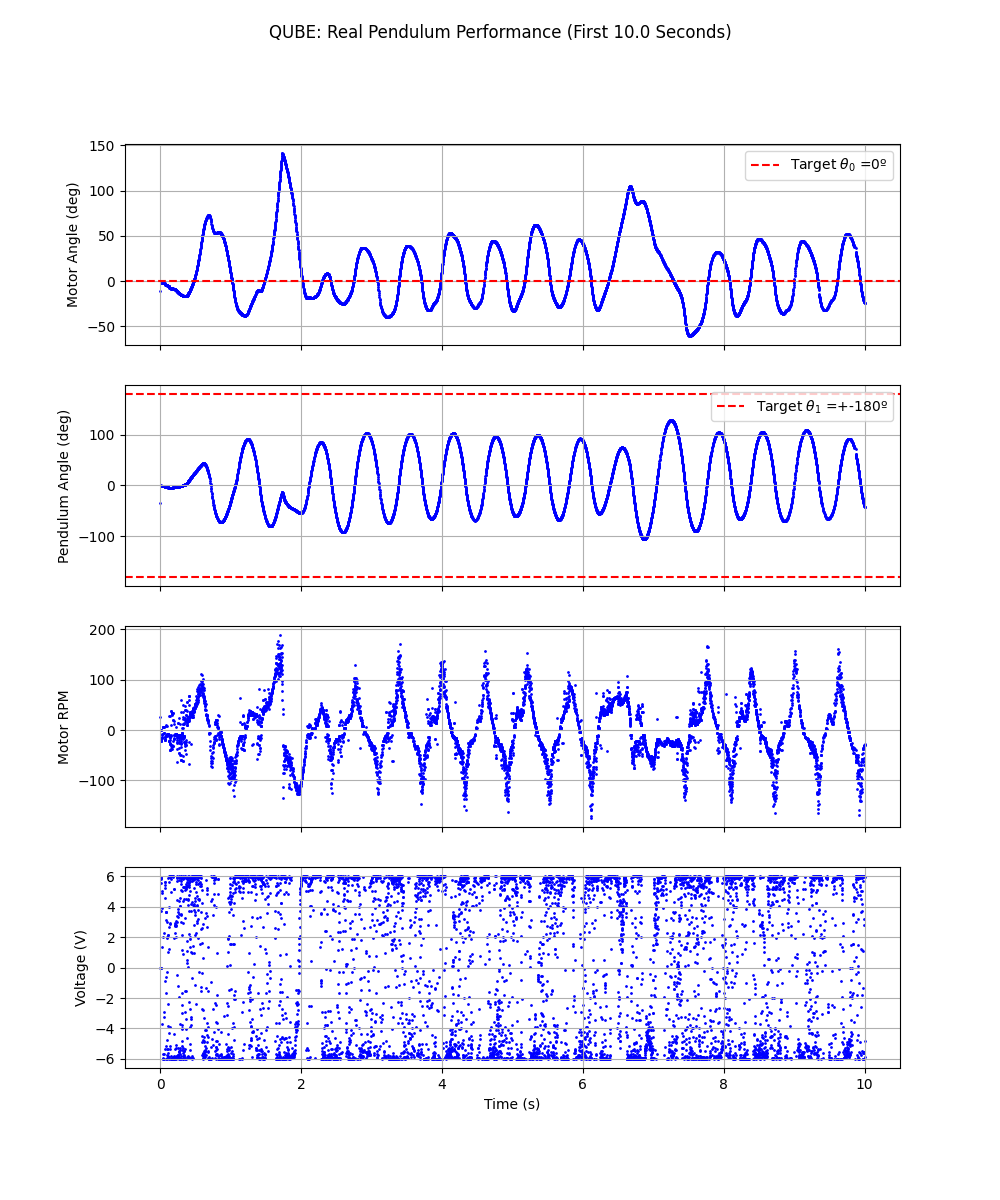 QUBE: Real Pendulum Performance (First 10.0 Seconds)
150
100
50
0
−50
Motor Angle (deg)
Target θ0 =0º
100
0
−100
Pendulum Angle (deg)
Target θ1 =+-180º
200
100
0
−100
Motor RPM
6
4
2
0
−2
−4
−6
Voltage (V)
0 2 4 6 8 10
Time (s)